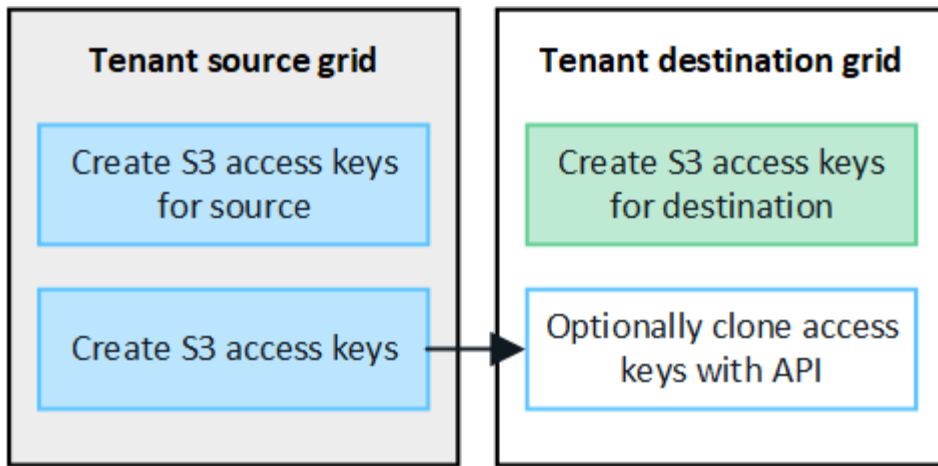 Tenant source grid
Create S3 access keys
for source
Create S3 access keys
Tenant destination grid
Create S3 access keys
for destination
Optionally clone access
keys with API